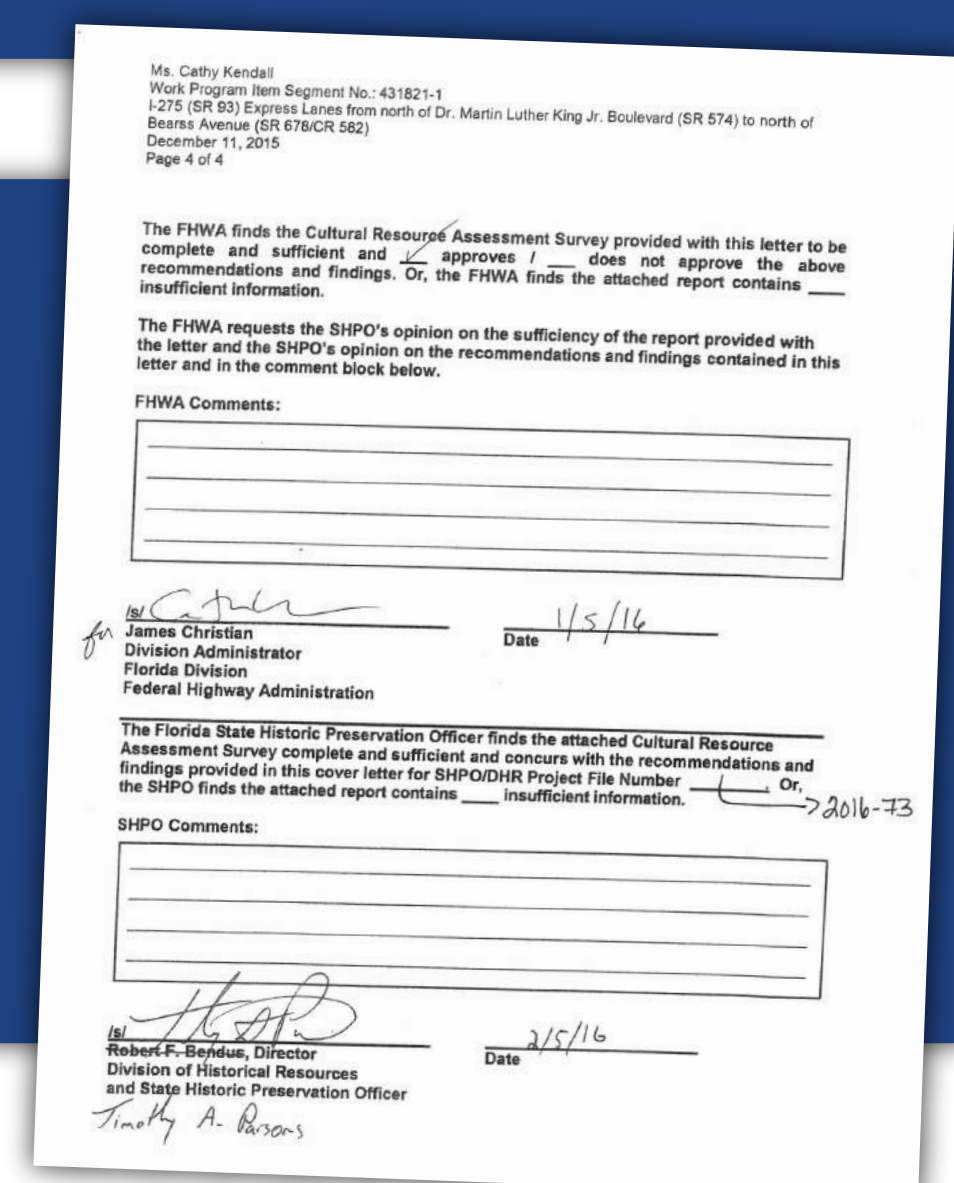 Ms. Cathy Kendall
Work Program Item Segment No.: 431821-1
I-275 (SR 93) Express Lanes from north of Dr. Martin Luther King Jr. Boulevard (SR 574) to north of
Bearss Avenue (SR 678/CR 582)
December 11, 2015
Page 4 of 4
The FHWA finds the Cultural Resource Assessment Survey provided with this letter to be
complete and sufficient and ✓ approves / ___ does not approve the above
recommendations and findings. Or, the FHWA finds the attached report contains ____
insufficient information.
The FHWA requests the SHPO's opinion on the sufficiency of the report provided with
the letter and the SHPO's opinion on the recommendations and findings contained in this
letter and in the comment block below.
FHWA Comments:
/s/
for James Christian
Date 1/5/16
Division Administrator
Florida Division
Federal Highway Administration
The Florida State Historic Preservation Officer finds the attached Cultural Resource
Assessment Survey complete and sufficient and concurs with the recommendations and
findings provided in this cover letter for SHPO/DHR Project File Number ________. Or,
the SHPO finds the attached report contains ____ insufficient information.
2016-73
SHPO Comments:
/s/
Robert F. Bendus, Director
Date 2/5/16
Division of Historical Resources
and State Historic Preservation Officer
Timothy A. Parsons